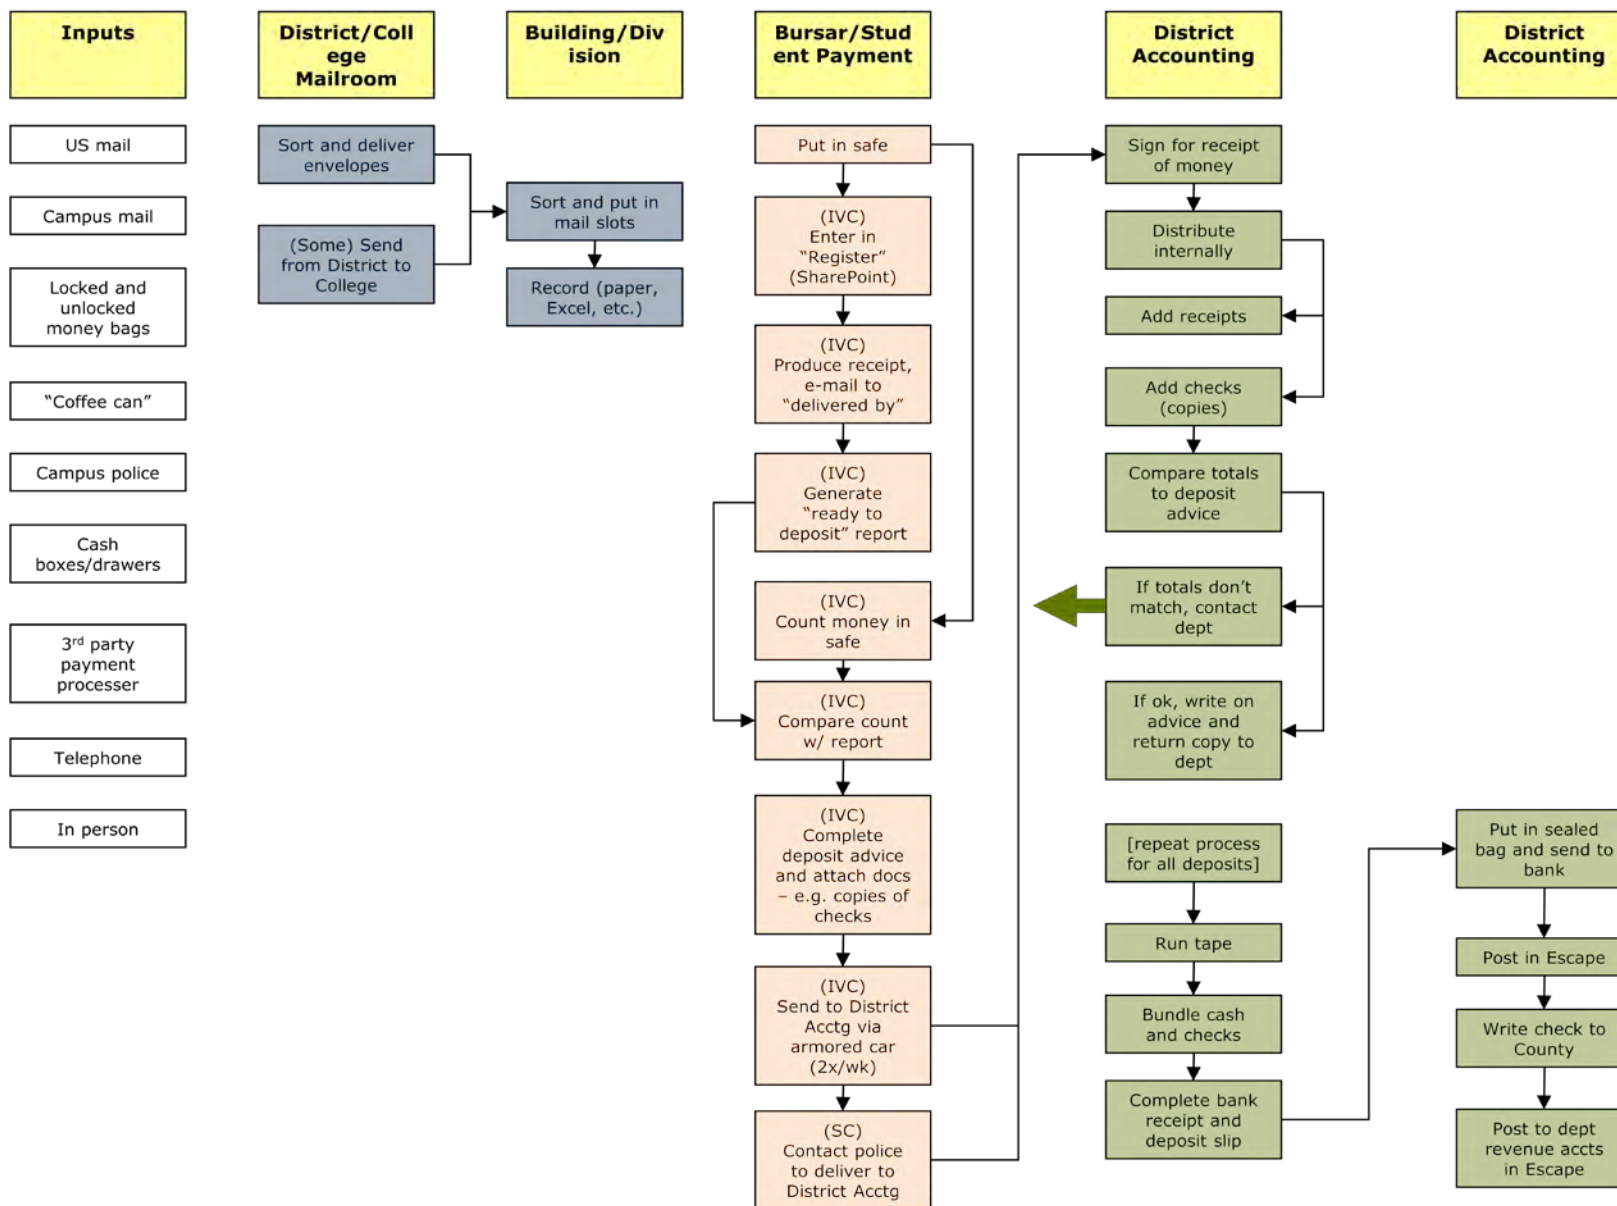 Inputs
District/Coll
ege
Mailroom
Building/Div
ision
Bursar/Stud
ent Payment
District
Accounting
District
Accounting
US mail
Campus mail
Locked and
unlocked
money bags
“Coffee can”
Campus police
Cash
boxes/drawers
3rd party
payment
processer
Telephone
In person
Sort and deliver
envelopes
(Some) Send
from District to
College
Sort and put in
mail slots
Record (paper,
Excel, etc.)
Put in safe
(IVC)
Enter in
“Register”
(SharePoint)
(IVC)
Produce receipt,
e-mail to
“delivered by”
(IVC)
Generate
“ready to
deposit” report
(IVC)
Count money in
safe
(IVC)
Compare count
w/ report
(IVC)
Complete
deposit advice
and attach docs
– e.g. copies of
checks
(IVC)
Send to District
Acctg via
armored car
(2x/wk)
(SC)
Contact police
to deliver to
District Acctg
Sign for receipt
of money
Distribute
internally
Add receipts
Add checks
(copies)
Compare totals
to deposit
advice
If totals don’t
match, contact
dept
If ok, write on
advice and
return copy to
dept
[repeat process
for all deposits]
Run tape
Bundle cash
and checks
Complete bank
receipt and
deposit slip
Put in sealed
bag and send to
bank
Post in Escape
Write check to
County
Post to dept
revenue accts
in Escape